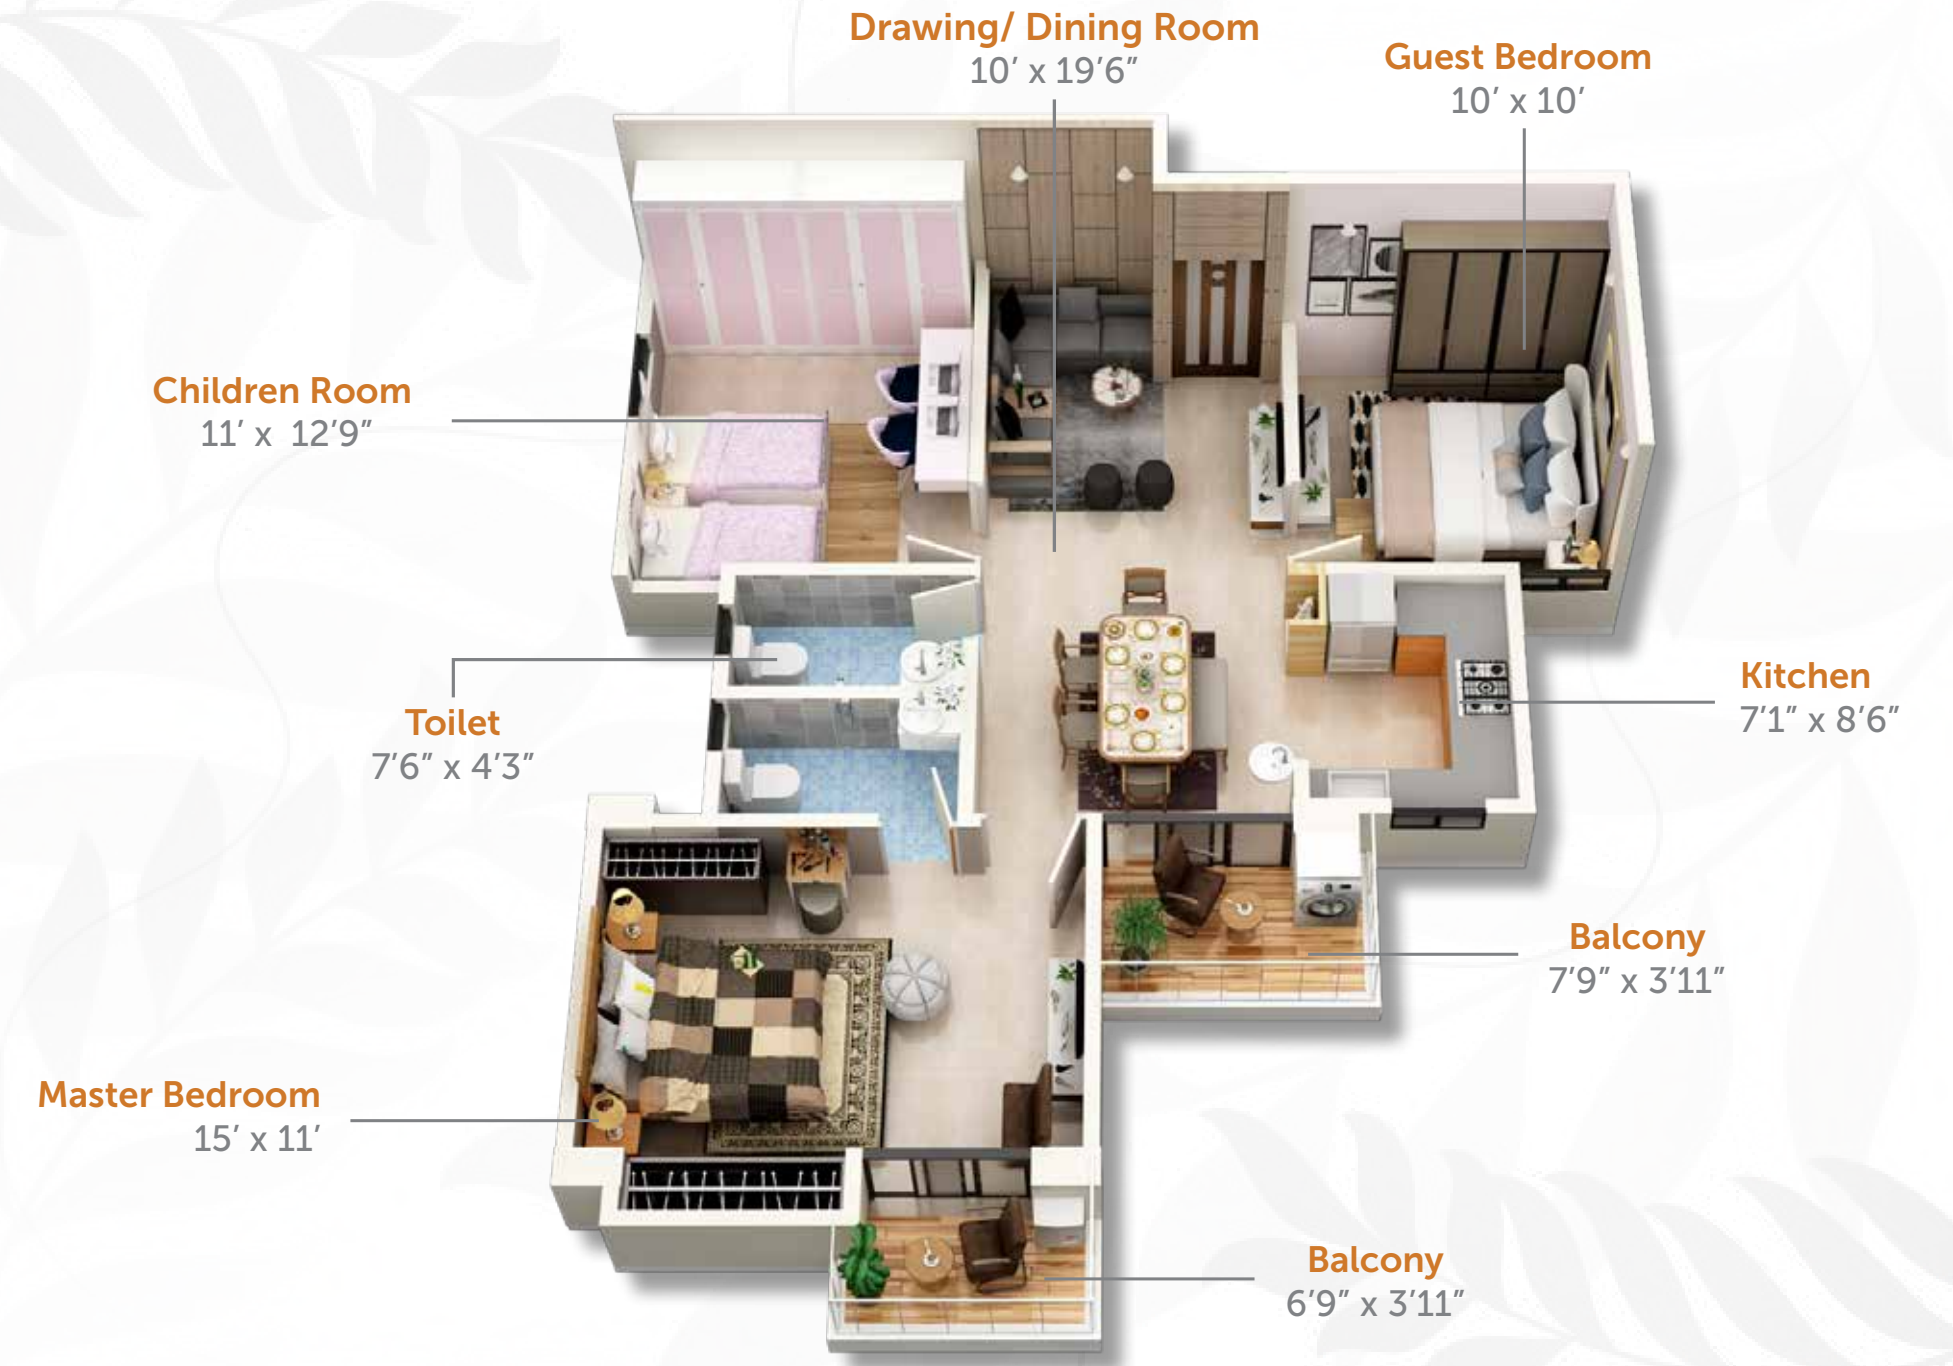 Drawing/ Dining Room
10’ x 19’6”
Guest Bedroom
10’ x 10’
Children Room
11’ x  12’9”
Kitchen
7’1” x 8’6”
Toilet
7’6” x 4’3”
Balcony
7’9” x 3’11”
Master Bedroom
15’ x 11’
Balcony
6’9” x 3’11”